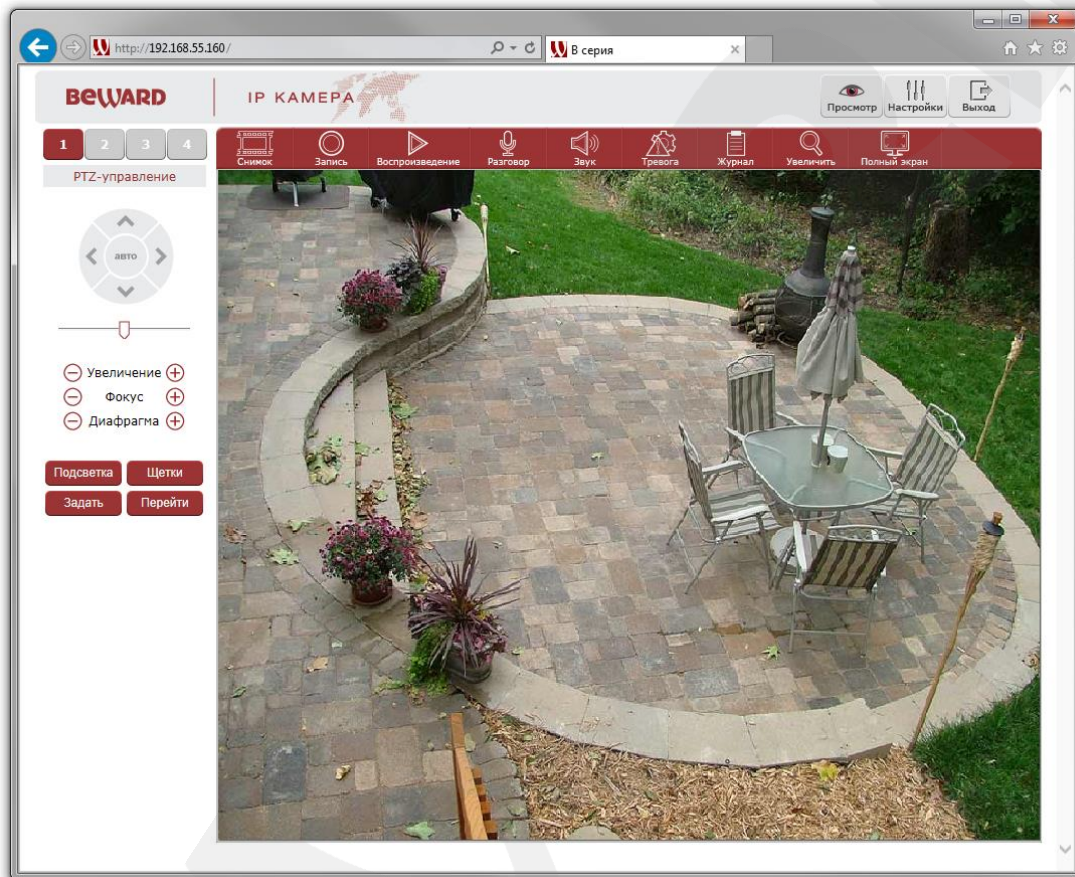 http://192.168.55.160/
В серия
BEWARD
IP КАМЕРА
Просмотр
Настройки
Выход
1 2 3 4
Снимок
Запись
Воспроизведение
Разговор
Звук
Тревога
Журнал
Увеличить
Полный экран
PTZ-управление
авто
Увеличение
Фокус
Диафрагма
Подсветка Щетки
Задать Перейти